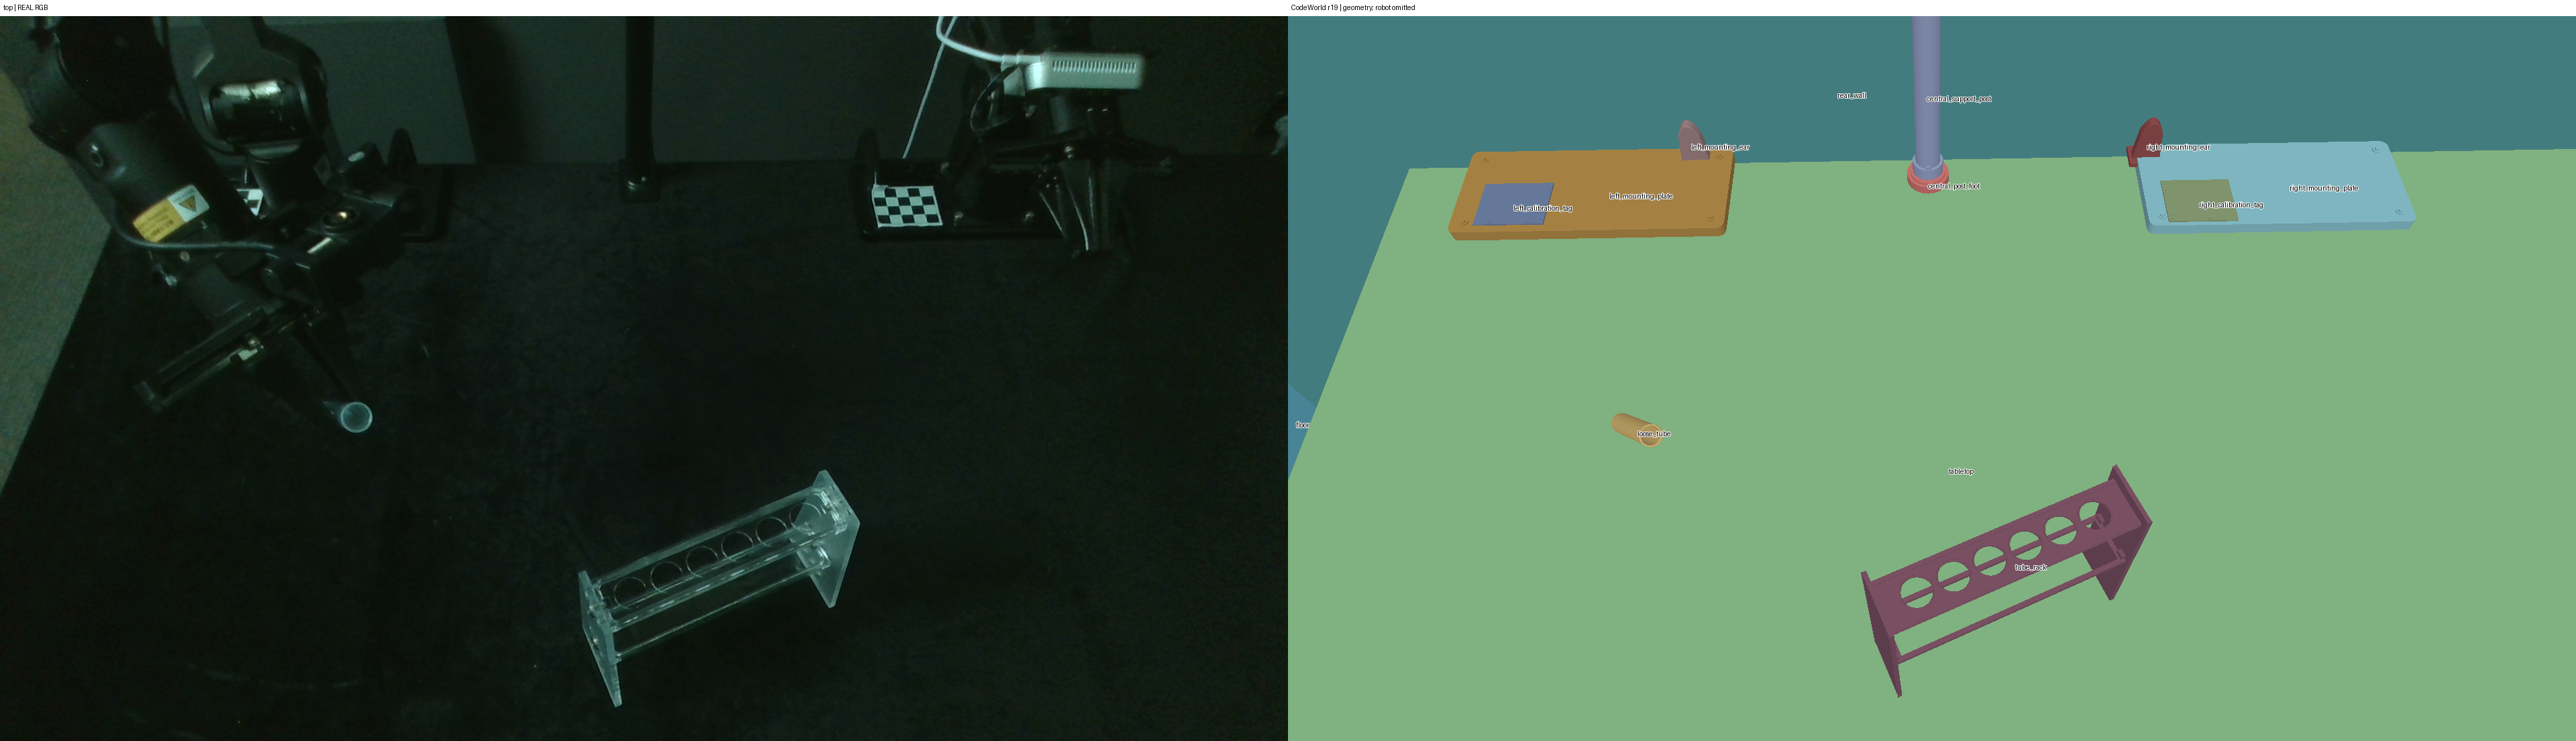 top | REAL RGB
CodeWorld r19 | geometry; robot omitted
rear_wall
central_support_post
left_mounting_ear
right_mounting_ear
central_post_foot
left_mounting_plate
right_mounting_plate
left_calibration_tag
right_calibration_tag
floor
loose_tube
tabletop
tube_rack